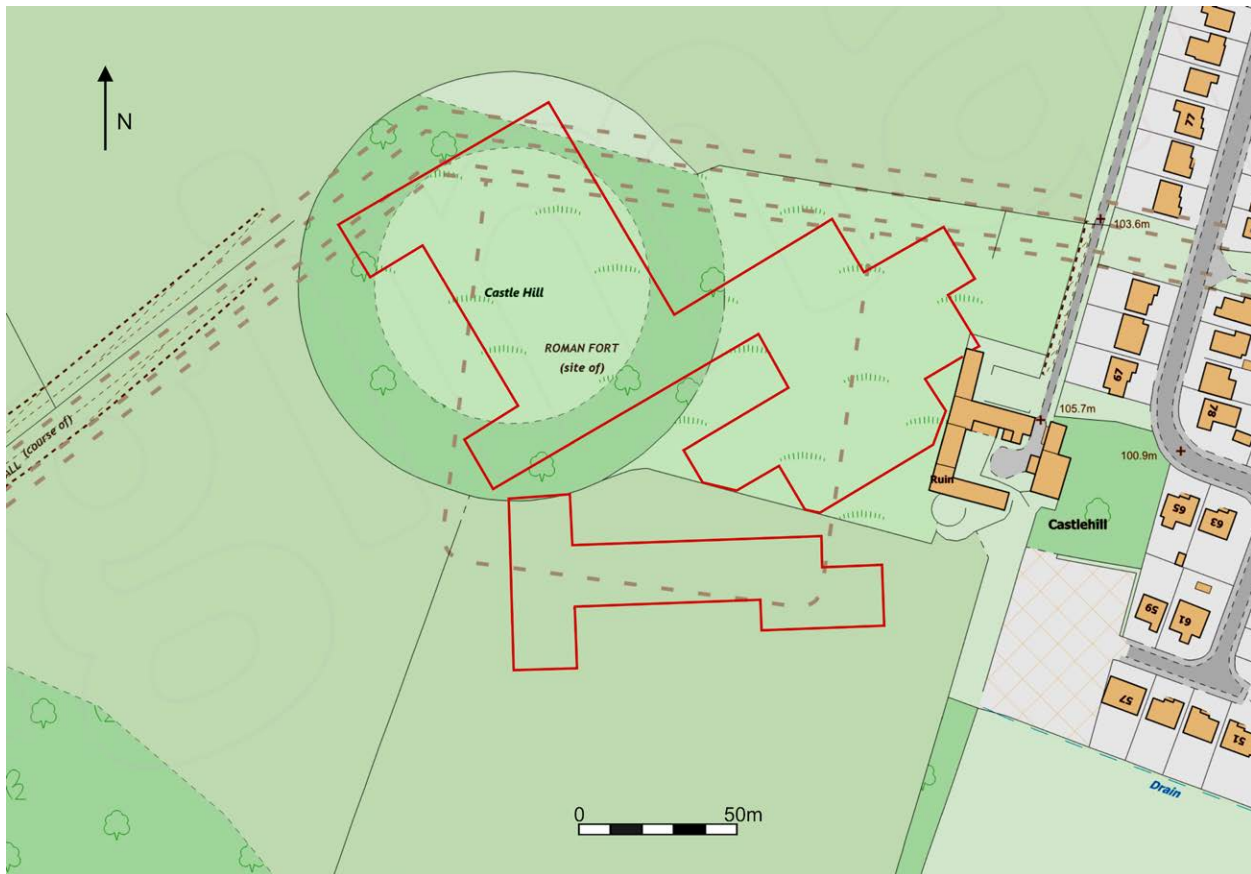 N
77
103.6m
Castle Hill
ROMAN FORT
(site of)
67
105.7m
78
ALL (course of)
100.9m
Ruin
65
63
Castlehill
59
61
57
51
Drain
0
50m